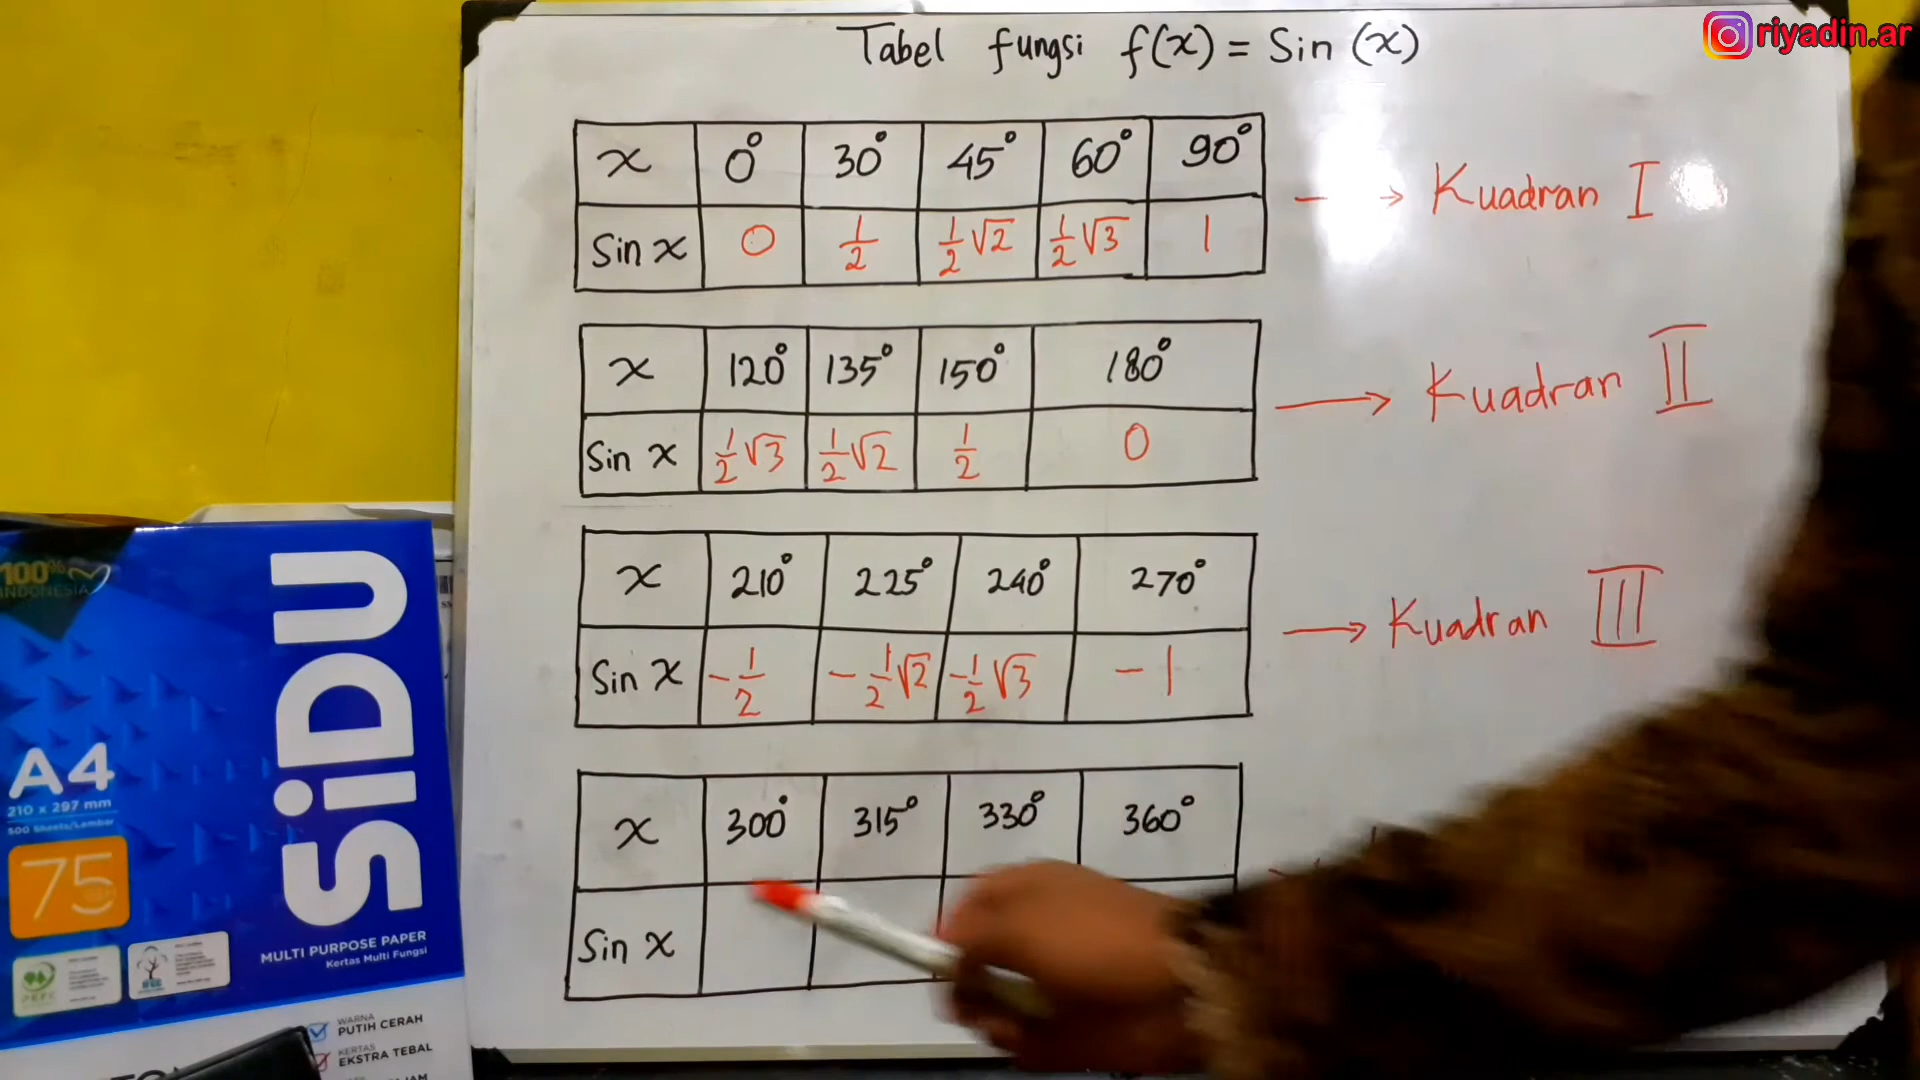 riyadin.ar
Tabel fungsi f(x) = Sin (x)
x 0° 30° 45° 60° 90°
Sin x 0 1/2 1/2√2 1/2√3 1
→ Kuadran I
x 120° 135° 150° 180°
Sin x 1/2√3 1/2√2 1/2 0
→ Kuadran II
x 210° 225° 240° 270°
Sin x -1/2 -1/2√2 -1/2√3 -1
→ Kuadran III
x 300° 315° 330° 360°
Sin x
100%
INDONESIA
SiDU
A4
210 x 297 mm
500 Sheets/Lembar
75
MULTI PURPOSE PAPER
Kertas Multi Fungsi
PEFC
WARNA
PUTIH CERAH
KERTAS
EKSTRA TEBAL